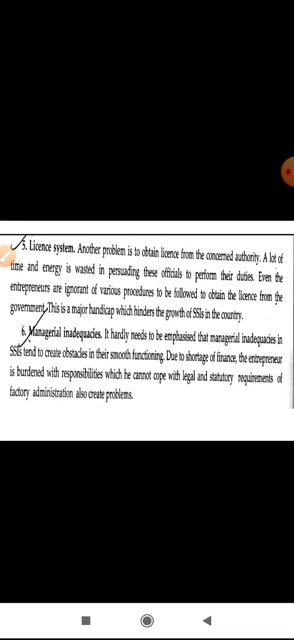 5. Licence system. Another problem is to obtain licence from the concerned authority. A lot of
time and energy is wasted in persuading these officials to perform their duties. Even the
entrepreneurs are ignorant of various procedures to be followed to obtain the licence from the
government. This is a major handicap which hinders the growth of SSIs in the country.
6. Managerial inadequacies. It hardly needs to be emphasised that managerial inadequacies in
SSIs tend to create obstacles in their smooth functioning. Due to shortage of finance, the entrepreneur
is burdened with responsibilities which he cannot cope with legal and statutory requirements of
factory administration also create problems.